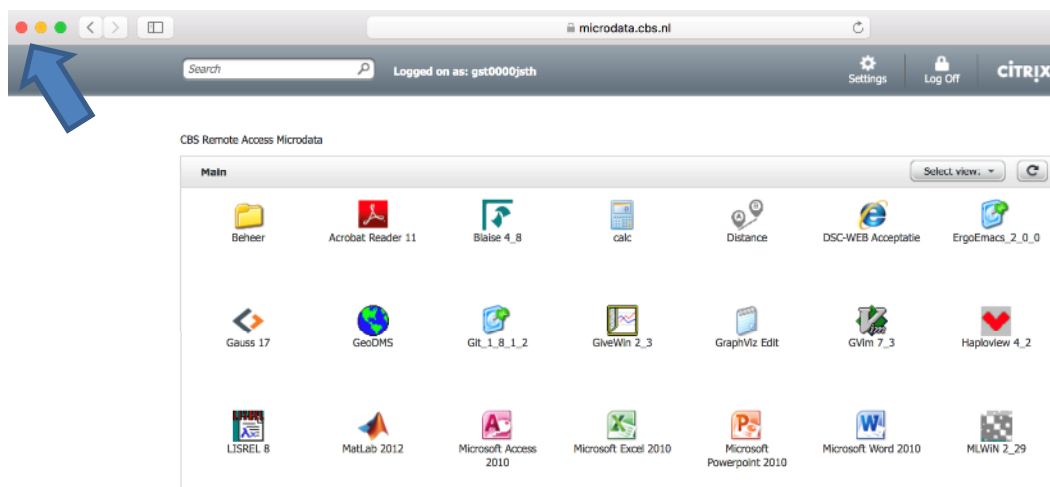 microdata.cbs.nl
Search
Logged on as: gst0000jsth
Settings
Log Off
CİTRIX
CBS Remote Access Microdata
Main
Select view:
Beheer
Acrobat Reader 11
Blaise 4_8
calc
Distance
DSC-WEB Acceptatie
ErgoEmacs_2_0_0
Gauss 17
GeoDMS
Git_1_8_1_2
GiveWin 2_3
GraphViz Edit
GVim 7_3
Haploview 4_2
LISREL 8
MatLab 2012
Microsoft Access
2010
Microsoft Excel 2010
Microsoft
Powerpoint 2010
Microsoft Word 2010
MLWiN 2_29